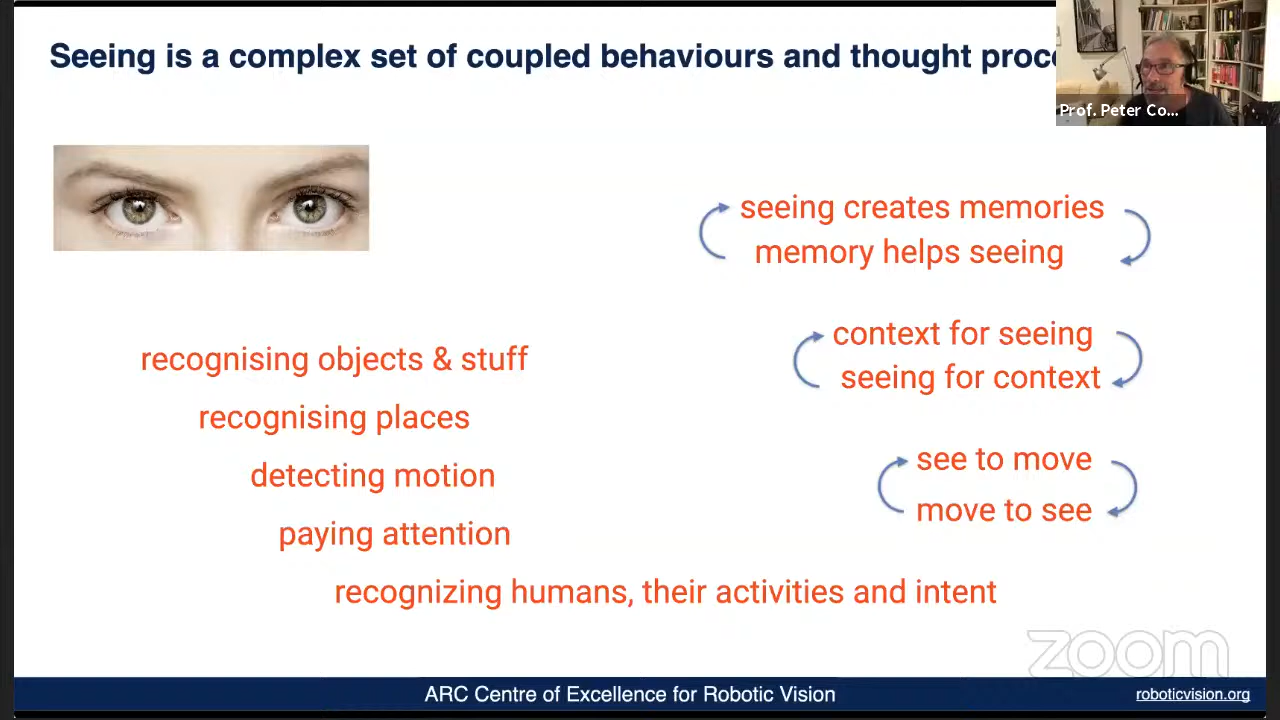 Seeing is a complex set of coupled behaviours and thought
Prof. Peter Co...
seeing creates memories
memory helps seeing
context for seeing
seeing for context
see to move
move to see
recognising objects & stuff
recognising places
detecting motion
paying attention
recognizing humans, their activities and intent
zoom
ARC Centre of Excellence for Robotic Vision
roboticvision.org